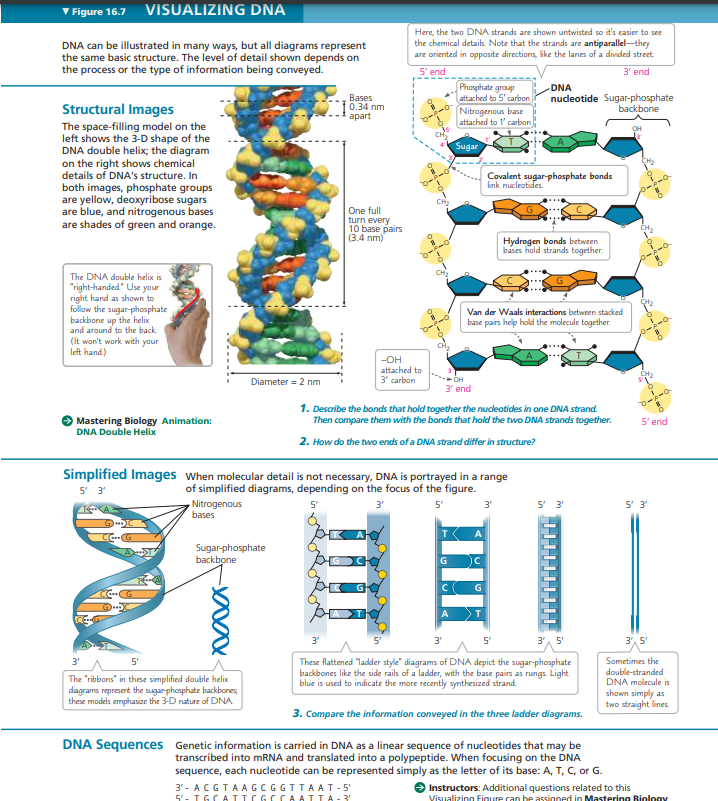 ▼ Figure 16.7 VISUALIZING DNA
DNA can be illustrated in many ways, but all diagrams represent
the same basic structure. The level of detail shown depends on
the process or the type of information being conveyed.
Here, the two DNA strands are shown untwisted so it's easier to see
the chemical details. Note that the strands are antiparallel—they
are oriented in opposite directions, like the lanes of a divided street.
Structural Images
The space-filling model on the
left shows the 3-D shape of the
DNA double helix; the diagram
on the right shows chemical
details of DNA's structure. In
both images, phosphate groups
are yellow, deoxyribose sugars
are blue, and nitrogenous bases
are shades of green and orange.
The DNA double helix is
"right-handed." Use your
right hand as shown to
follow the sugar-phosphate
backbone up the helix
and around to the back.
(It won't work with your
left hand.)
Mastering Biology Animation:
DNA Double Helix
Bases
0.34 nm
apart
One full
turn every
10 base pairs
(3.4 nm)
Diameter = 2 nm
5' end
3' end
Phosphate group
attached to 5' carbon
Nitrogenous base
attached to 1' carbon
DNA
nucleotide
Sugar-phosphate
backbone
5'
CH2
4'
1'
3'
2'
Sugar
T A
OH
3'
CH2
Covalent sugar-phosphate bonds
link nucleotides.
CH2
G C
CH2
Hydrogen bonds between
bases hold strands together.
CH2
C G
CH2
Van der Waals interactions between stacked
base pairs help hold the molecule together.
CH2
A T
CH2
5'
–OH
attached to
3' carbon
3'
OH
3' end
5' end
1. Describe the bonds that hold together the nucleotides in one DNA strand.
Then compare them with the bonds that hold the two DNA strands together.
2. How do the two ends of a DNA strand differ in structure?
Simplified Images When molecular detail is not necessary, DNA is portrayed in a range
of simplified diagrams, depending on the focus of the figure.
5' 3'
T A
G C
C G
A T
T A
C G
G C
C G
A T
3' 5'
Nitrogenous
bases
Sugar-phosphate
backbone
The "ribbons" in these simplified double helix
diagrams represent the sugar-phosphate backbones;
these models emphasize the 3-D nature of DNA.
5' 3' 5' 3' 5' 3' 5' 3'
T A T A
G C G C
C G C G
A T A T
3' 5' 3' 5' 3' 5' 3' 5'
These flattened "ladder style" diagrams of DNA depict the sugar-phosphate
backbones like the side rails of a ladder, with the base pairs as rungs. Light
blue is used to indicate the more recently synthesized strand.
Sometimes the
double-stranded
DNA molecule is
shown simply as
two straight lines.
3. Compare the information conveyed in the three ladder diagrams.
DNA Sequences Genetic information is carried in DNA as a linear sequence of nucleotides that may be
transcribed into mRNA and translated into a polypeptide. When focusing on the DNA
sequence, each nucleotide can be represented simply as the letter of its base: A, T, C, or G.
3'- A C G T A A G C G G T T A A T - 5'
5'- T G C A T T C G C C A A T T A - 3'
Instructors: Additional questions related to this
Visualizing Figure can be assigned in Mastering Biology